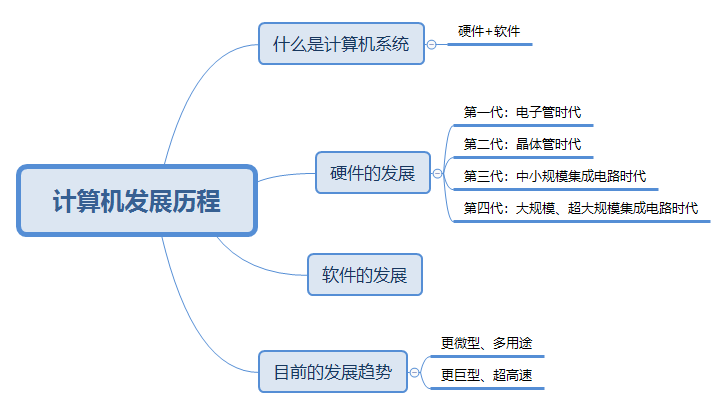 计算机发展历程
什么是计算机系统
硬件+软件
硬件的发展
第一代：电子管时代
第二代：晶体管时代
第三代：中小规模集成电路时代
第四代：大规模、超大规模集成电路时代
软件的发展
目前的发展趋势
更微型、多用途
更巨型、超高速